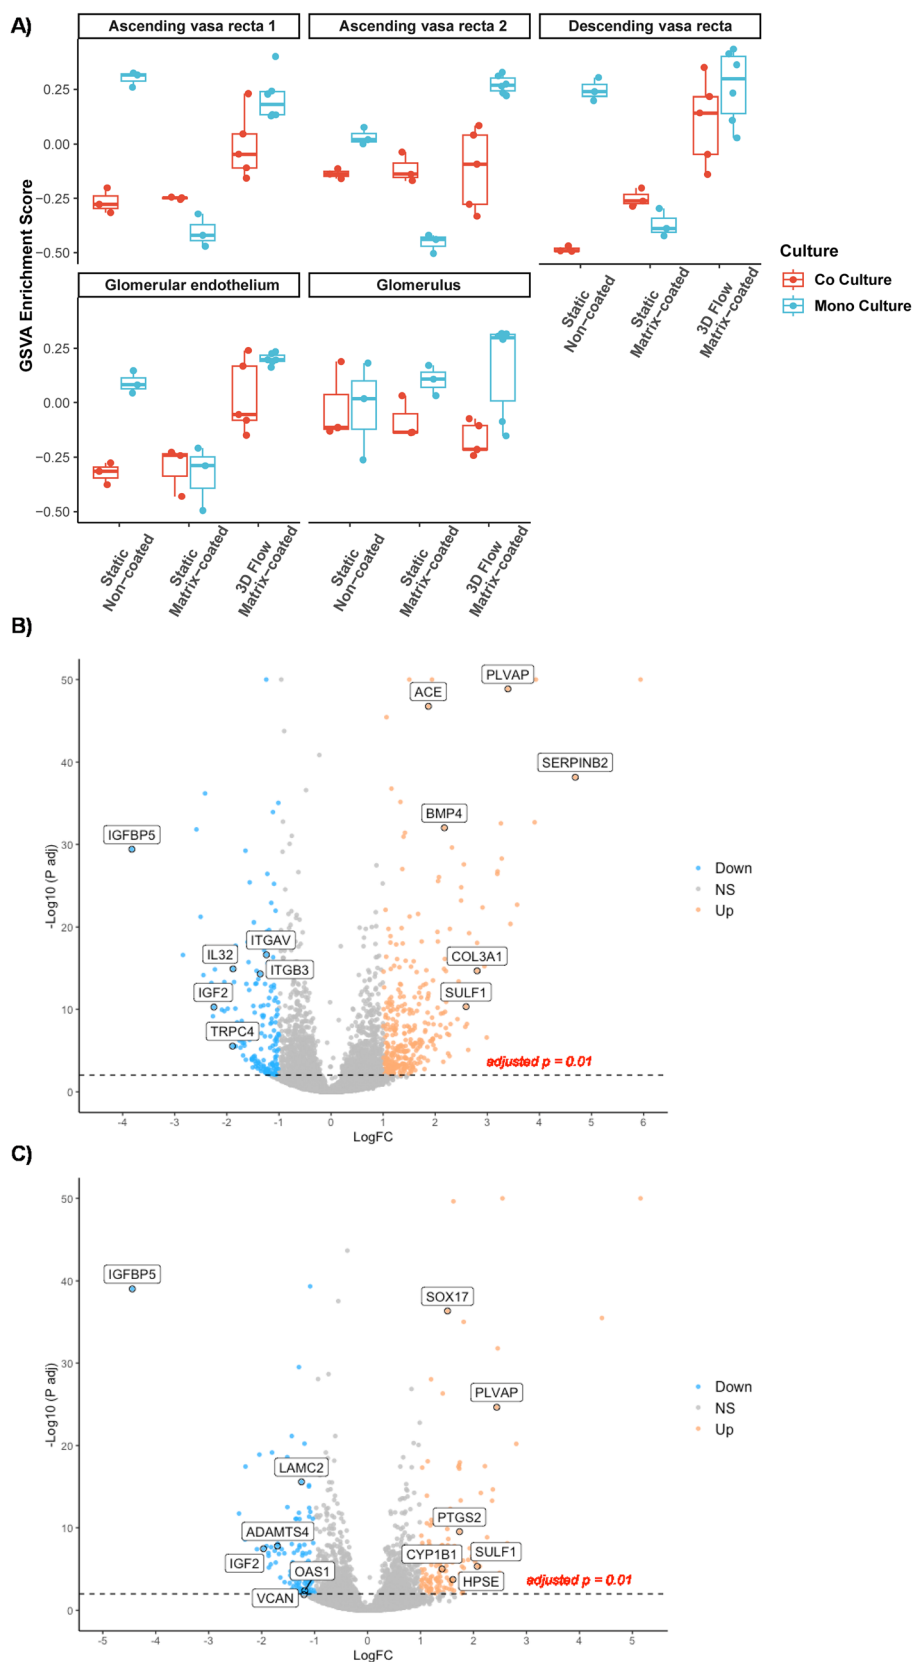 A)
Ascending vasa recta 1
Ascending vasa recta 2
Descending vasa recta
0.25
0.00
−0.25
−0.50
GSVA Enrichment Score
Culture
Co Culture
Mono Culture
Static
Non−coated
Static
Matrix−coated
3D Flow
Matrix−coated
Glomerular endothelium
Glomerulus
0.25
0.00
−0.25
−0.50
Static
Non−coated
Static
Matrix−coated
3D Flow
Matrix−coated
Static
Non−coated
Static
Matrix−coated
3D Flow
Matrix−coated
B)
50
40
30
20
10
0
-Log10 (P adj)
PLVAP
ACE
SERPINB2
BMP4
IGFBP5
ITGAV
IL32
ITGB3
COL3A1
IGF2
SULF1
TRPC4
adjusted p = 0.01
Down
NS
Up
-4
-3
-2
-1
0
1
2
3
4
5
6
LogFC
C)
50
40
30
20
10
0
-Log10 (P adj)
IGFBP5
SOX17
PLVAP
LAMC2
PTGS2
ADAMTS4
CYP1B1
SULF1
IGF2
OAS1
HPSE
VCAN
adjusted p = 0.01
Down
NS
Up
-5
-4
-3
-2
-1
0
1
2
3
4
5
LogFC